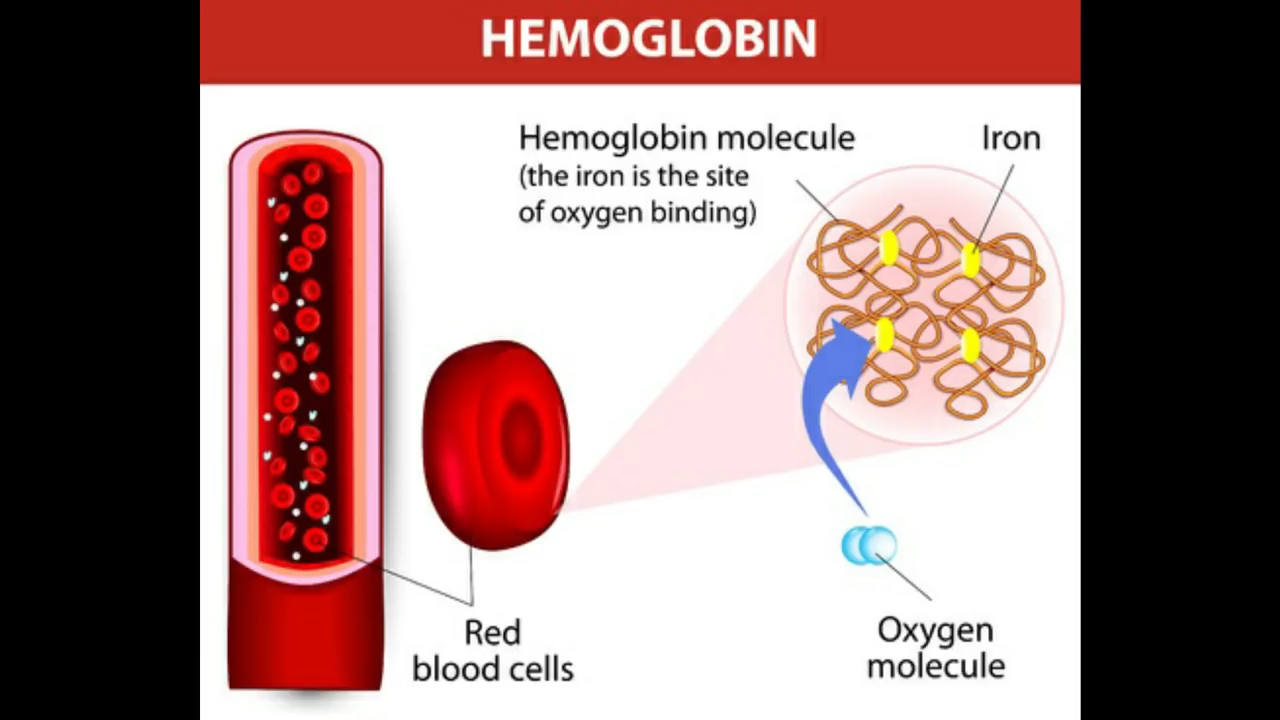 HEMOGLOBIN
Hemoglobin molecule
(the iron is the site
of oxygen binding)
Iron
Red
blood cells
Oxygen
molecule